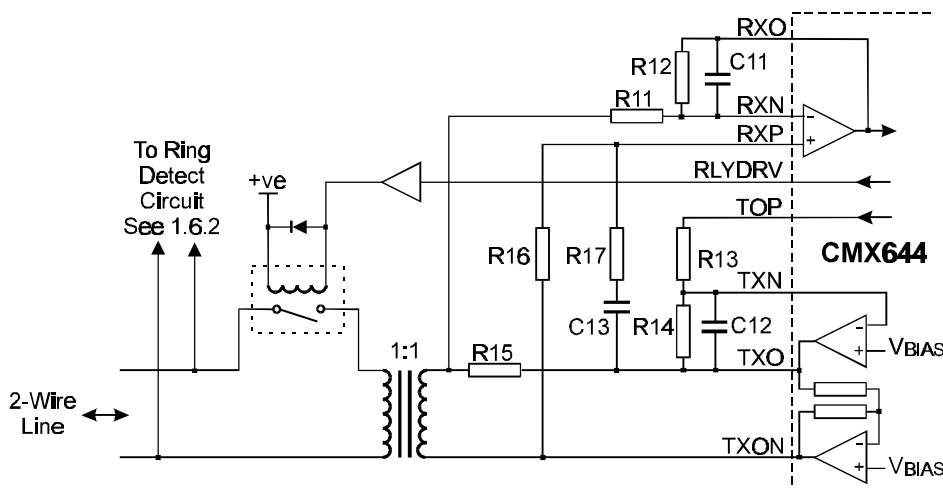 RXO
R12
C11
R11
RXN
RXP
To Ring
Detect
Circuit
See 1.6.2
+ve
RLYDRV
TOP
R16
R17
R13
CMX644
TXN
C13
R14
C12
VBIAS
1:1
R15
TXO
2-Wire
Line
TXON
VBIAS